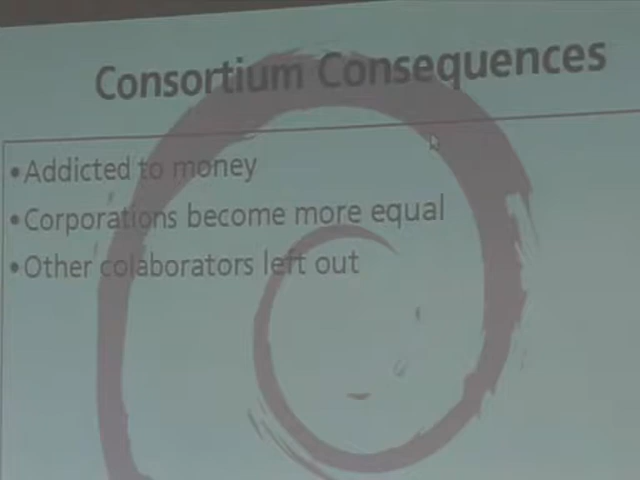 Consortium Consequences
•Addicted to money
•Corporations become more equal
•Other colaborators left out